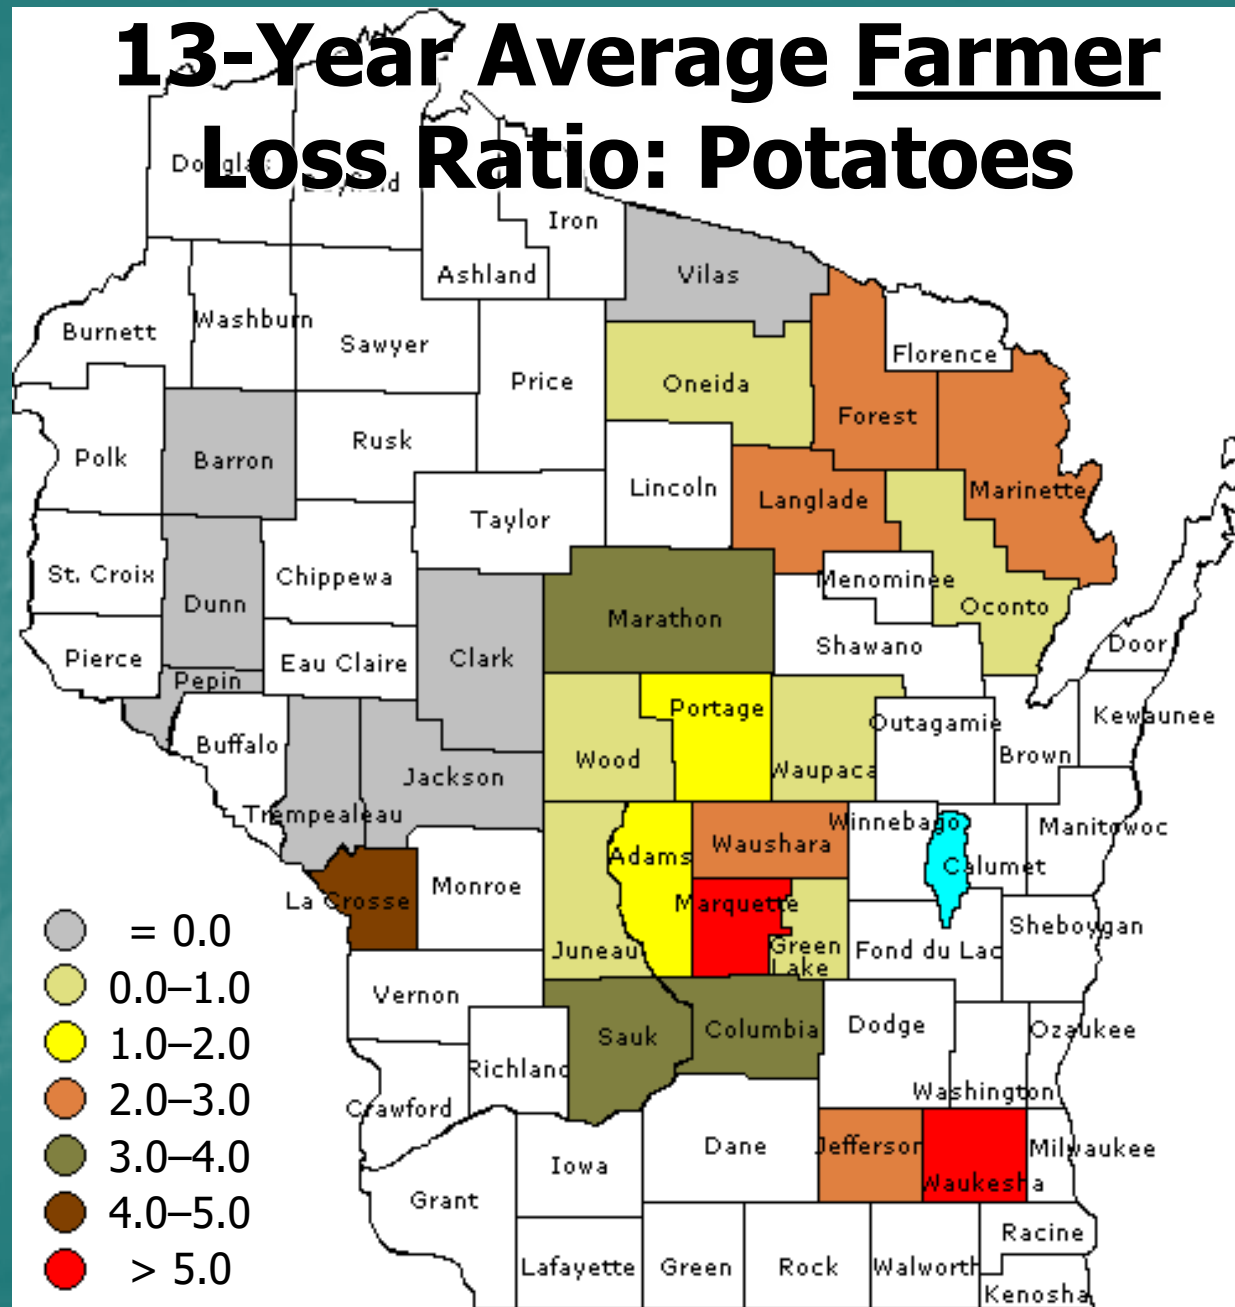 13-Year Average Farmer
Loss Ratio: Potatoes
Douglas
Bayfield
Iron
Ashland
Vilas
Burnett
Washburn
Sawyer
Price
Florence
Oneida
Forest
Polk
Barron
Rusk
Lincoln
Langlade
Marinette
Taylor
St. Croix
Dunn
Chippewa
Menominee
Oconto
Marathon
Pierce
Pepin
Eau Claire
Clark
Shawano
Door
Buffalo
Jackson
Wood
Portage
Waupaca
Outagamie
Brown
Kewaunee
Trempealeau
Adams
Waushara
Winnebago
Calumet
Manitowoc
La Crosse
Monroe
Marquette
Juneau
Green
Lake
Fond du Lac
Sheboygan
= 0.0
0.0–1.0
1.0–2.0
2.0–3.0
3.0–4.0
4.0–5.0
> 5.0
Vernon
Richland
Sauk
Columbia
Dodge
Ozaukee
Washington
Crawford
Iowa
Dane
Jefferson
Waukesha
Milwaukee
Grant
Lafayette
Green
Rock
Walworth
Racine
Kenosha